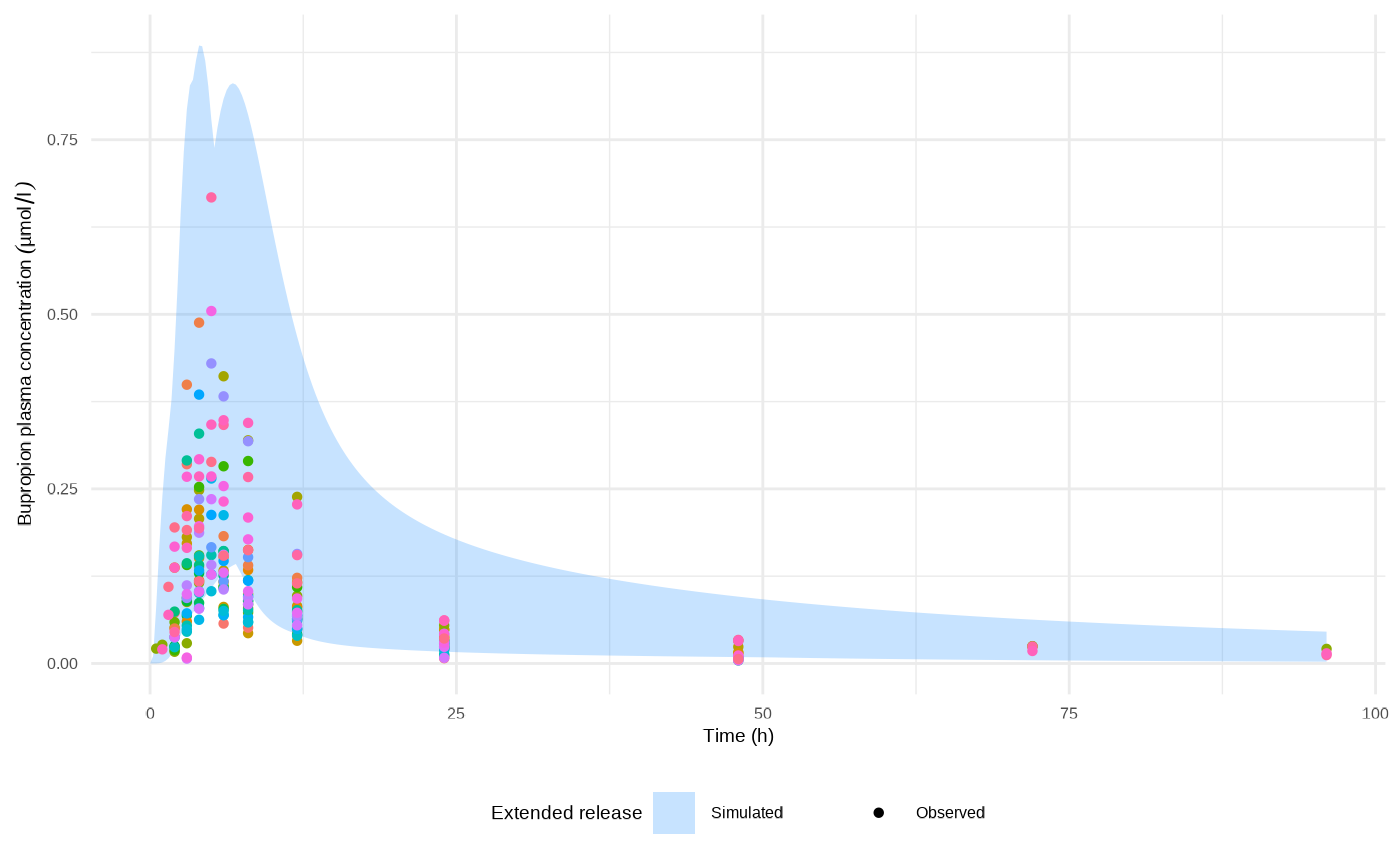 Bupropion plasma concentration (μmol/l)
0.75
0.50
0.25
0.00
0 25 50 75 100
Time (h)
Extended release Simulated Observed